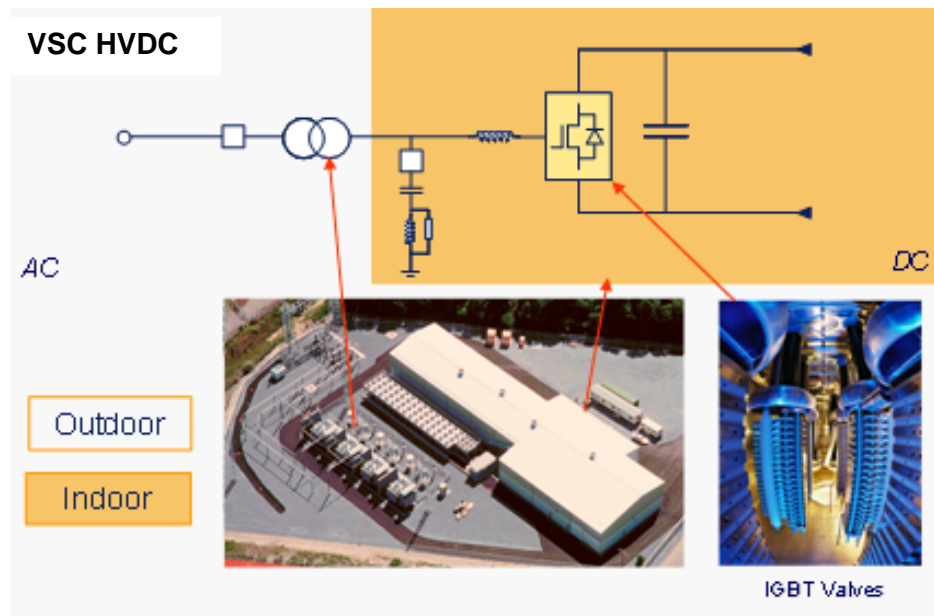 VSC HVDC
AC
DC
Outdoor
Indoor
IGBT Valves